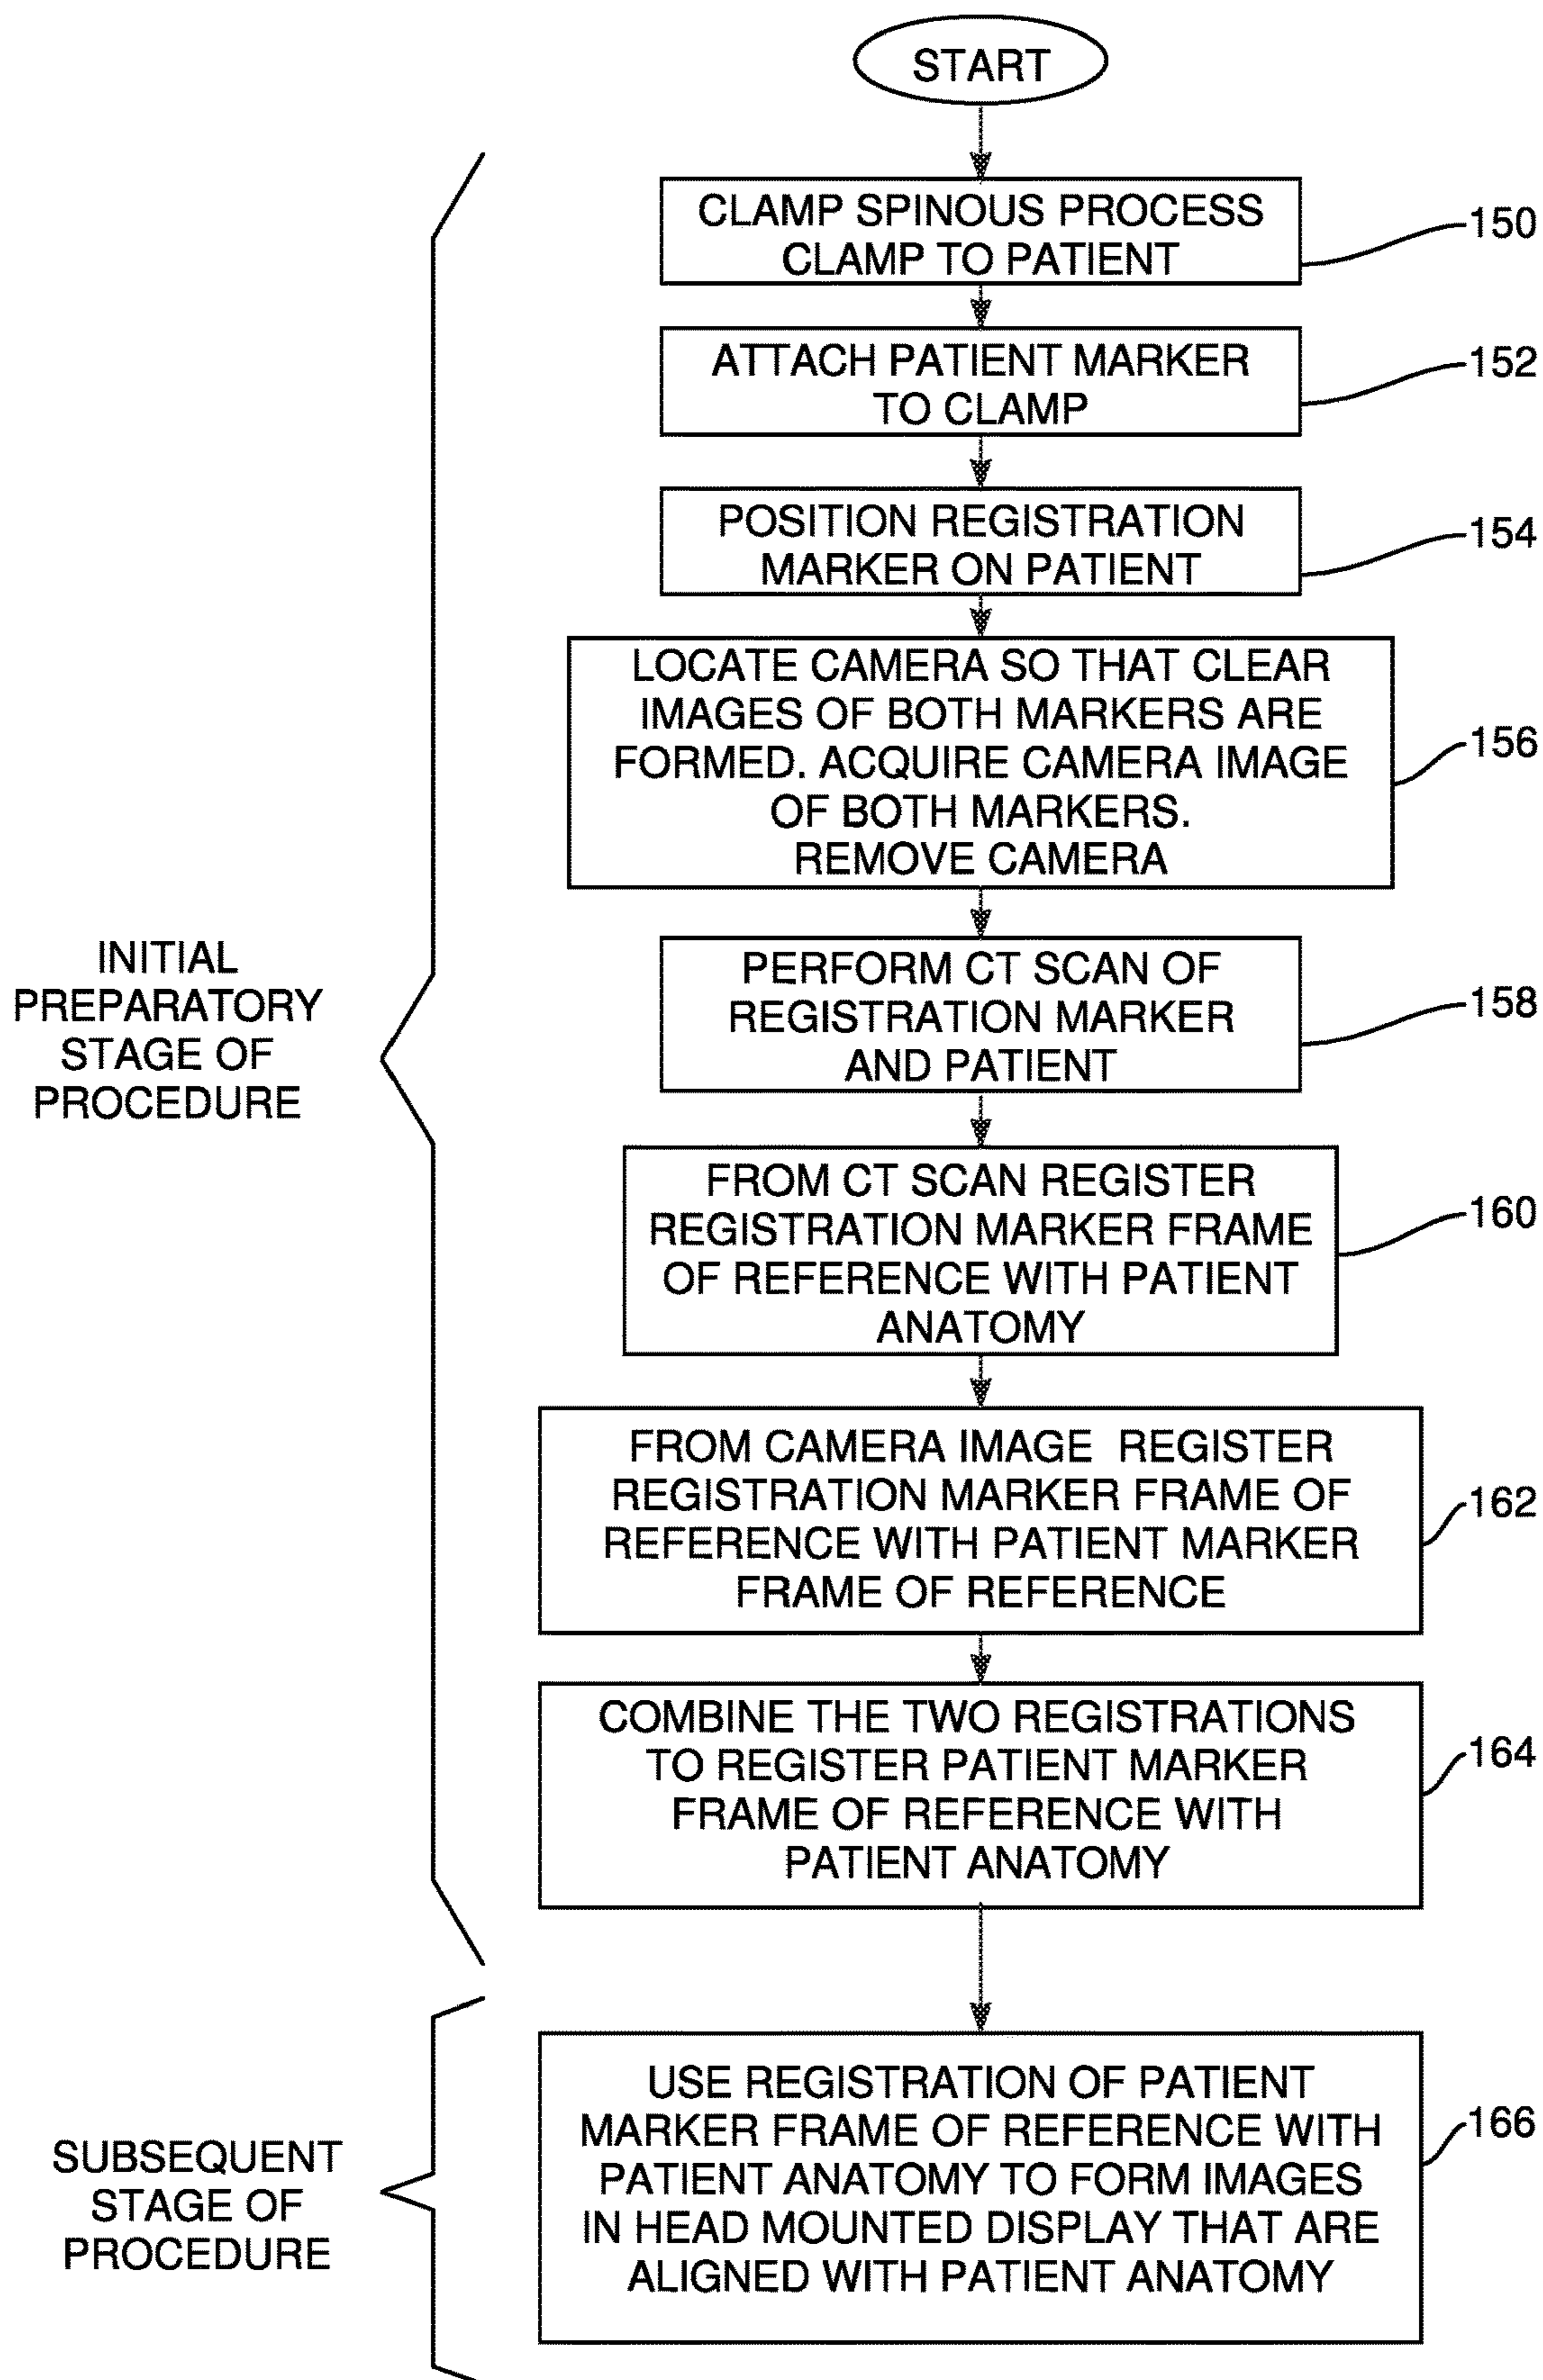 START
CLAMP SPINOUS PROCESS
CLAMP TO PATIENT
150
ATTACH PATIENT MARKER
TO CLAMP
152
POSITION REGISTRATION
MARKER ON PATIENT
154
LOCATE CAMERA SO THAT CLEAR
IMAGES OF BOTH MARKERS ARE
FORMED. ACQUIRE CAMERA IMAGE
OF BOTH MARKERS.
REMOVE CAMERA
156
INITIAL
PREPARATORY
STAGE OF
PROCEDURE
PERFORM CT SCAN OF
REGISTRATION MARKER
AND PATIENT
158
FROM CT SCAN REGISTER
REGISTRATION MARKER FRAME
OF REFERENCE WITH PATIENT
ANATOMY
160
FROM CAMERA IMAGE REGISTER
REGISTRATION MARKER FRAME OF
REFERENCE WITH PATIENT MARKER
FRAME OF REFERENCE
162
COMBINE THE TWO REGISTRATIONS
TO REGISTER PATIENT MARKER
FRAME OF REFERENCE WITH
PATIENT ANATOMY
164
SUBSEQUENT
STAGE OF
PROCEDURE
USE REGISTRATION OF PATIENT
MARKER FRAME OF REFERENCE WITH
PATIENT ANATOMY TO FORM IMAGES
IN HEAD MOUNTED DISPLAY THAT ARE
ALIGNED WITH PATIENT ANATOMY
166